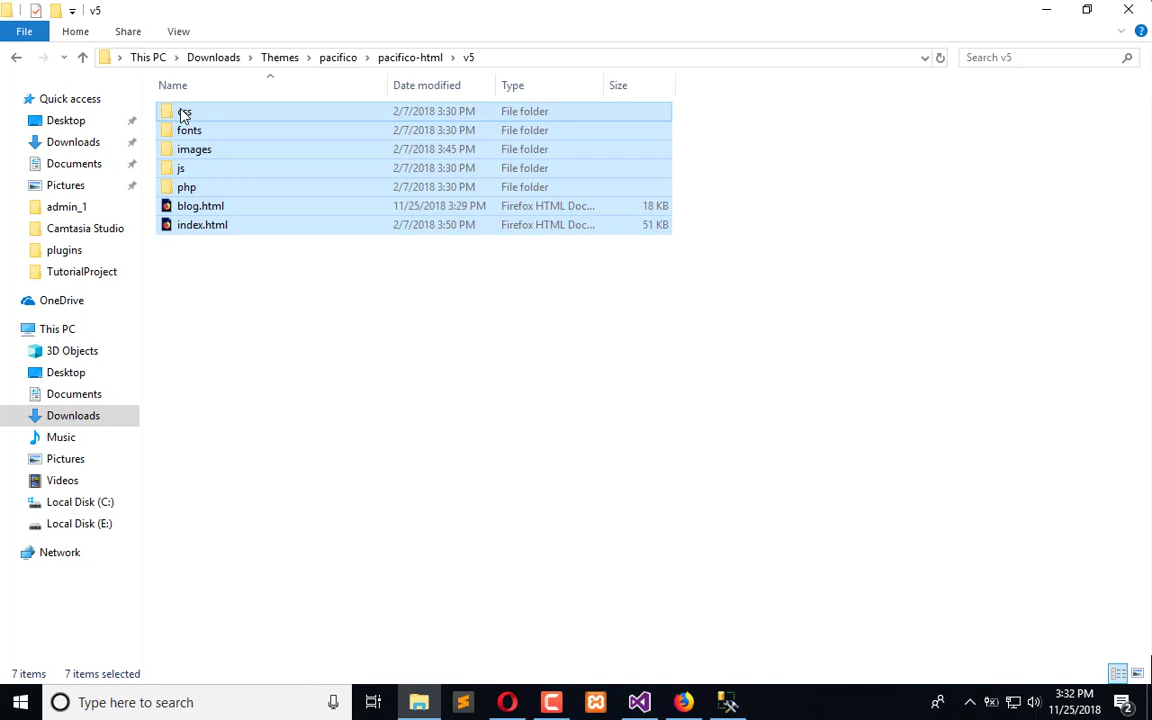 v5
File Home Share View
This PC Downloads Themes pacifico pacifico-html v5 Search v5
Name Date modified Type Size
Quick access
Desktop
Downloads
Documents
Pictures
admin_1
Camtasia Studio
plugins
TutorialProject
OneDrive
This PC
3D Objects
Desktop
Documents
Downloads
Music
Pictures
Videos
Local Disk (C:)
Local Disk (E:)
Network
css 2/7/2018 3:30 PM File folder
fonts 2/7/2018 3:30 PM File folder
images 2/7/2018 3:45 PM File folder
js 2/7/2018 3:30 PM File folder
php 2/7/2018 3:30 PM File folder
blog.html 11/25/2018 3:29 PM Firefox HTML Doc... 18 KB
index.html 2/7/2018 3:50 PM Firefox HTML Doc... 51 KB
7 items 7 items selected
Type here to search
3:32 PM
11/25/2018
2